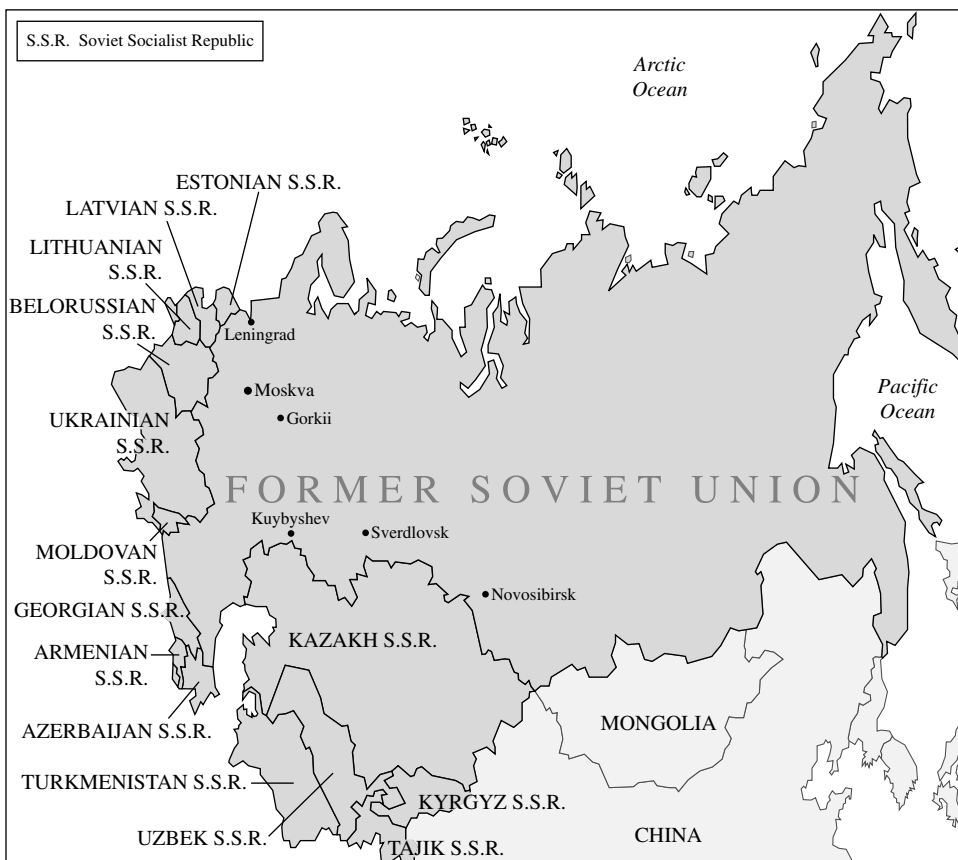 S.S.R. Soviet Socialist Republic
Arctic
Ocean
ESTONIAN S.S.R.
LATVIAN S.S.R.
LITHUANIAN
S.S.R.
BELORUSSIAN
S.S.R.
Leningrad
Moskva
Gorkii
Pacific
Ocean
UKRAINIAN
S.S.R.
FORMER SOVIET UNION
Kuybyshev
Sverdlovsk
MOLDOVAN
S.S.R.
Novosibirsk
GEORGIAN S.S.R.
KAZAKH S.S.R.
ARMENIAN
S.S.R.
AZERBAIJAN S.S.R.
MONGOLIA
TURKMENISTAN S.S.R.
KYRGYZ S.S.R.
UZBEK S.S.R.
TAJIK S.S.R.
CHINA